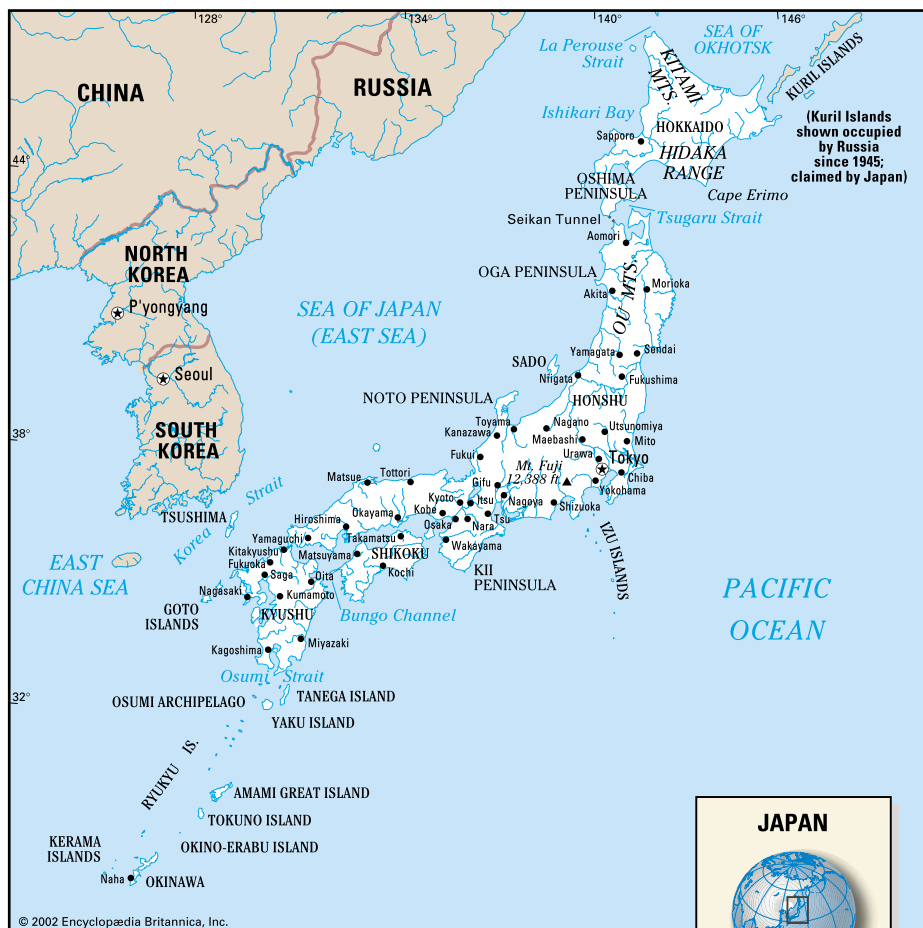 128°
134°
140°
146°
La Perouse
Strait
SEA OF
OKHOTSK
KURIL ISLANDS
CHINA
RUSSIA
KITAMI
MTS.
Ishikari Bay
(Kuril Islands
shown occupied
by Russia
since 1945;
claimed by Japan)
Sapporo
HOKKAIDO
44°
HIDAKA
RANGE
OSHIMA
PENINSULA
Cape Erimo
Seikan Tunnel
Tsugaru Strait
Aomori
NORTH
KOREA
OGA PENINSULA
OU MTS.
Akita
Morioka
P'yongyang
SEA OF JAPAN
(EAST SEA)
Yamagata
Sendai
SADO
Niigata
Fukushima
Seoul
NOTO PENINSULA
HONSHU
Toyama
Nagano
Utsunomiya
Kanazawa
Maebashi
Mito
SOUTH
KOREA
38°
Fukui
Urawa
Tokyo
Mt. Fuji
12,388 ft.
Chiba
Yokohama
Matsue
Tottori
Gifu
Kyoto
Itsu
Nagoya
Shizuoka
Korea Strait
TSUSHIMA
Hiroshima
Okayama
Kobe
Osaka
Nara
Tsu
IZU ISLANDS
Yamaguchi
Takamatsu
Wakayama
Kitakyushu
Matsuyama
SHIKOKU
Fukuoka
Kochi
KII
PENINSULA
EAST
CHINA SEA
Saga
Oita
Nagasaki
Kumamoto
PACIFIC
OCEAN
GOTO
ISLANDS
KYUSHU
Bungo Channel
Miyazaki
Kagoshima
Osumi Strait
32°
OSUMI ARCHIPELAGO
TANEGA ISLAND
YAKU ISLAND
RYUKYU IS.
AMAMI GREAT ISLAND
TOKUNO ISLAND
KERAMA
ISLANDS
OKINO-ERABU ISLAND
Naha
OKINAWA
JAPAN
© 2002 Encyclopædia Britannica, Inc.